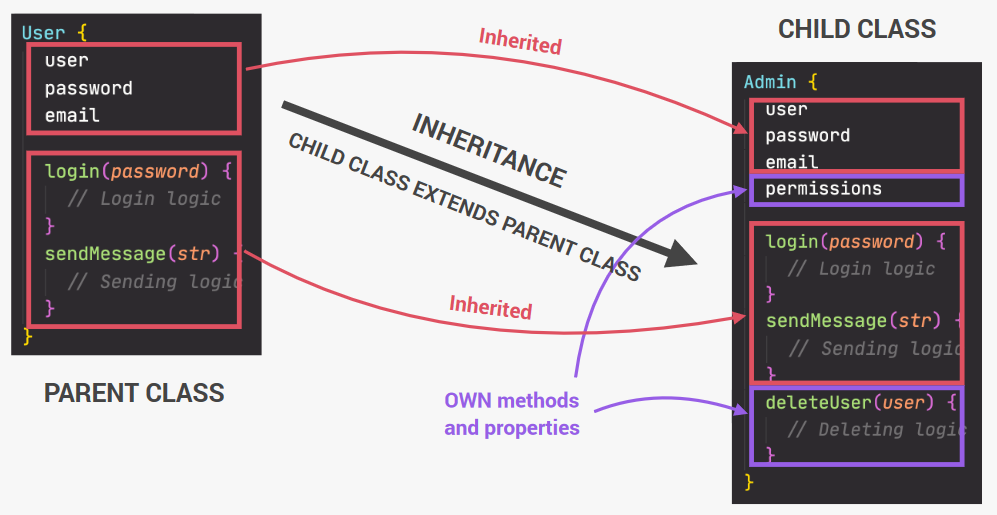 User {
user
password
email
login(password) {
// Login logic
}
sendMessage(str) {
// Sending logic
}
}
PARENT CLASS
Inherited
INHERITANCE
CHILD CLASS EXTENDS PARENT CLASS
Inherited
OWN methods
and properties
CHILD CLASS
Admin {
user
password
email
permissions
login(password) {
// Login logic
}
sendMessage(str) {
// Sending logic
}
deleteUser(user) {
// Deleting logic
}
}